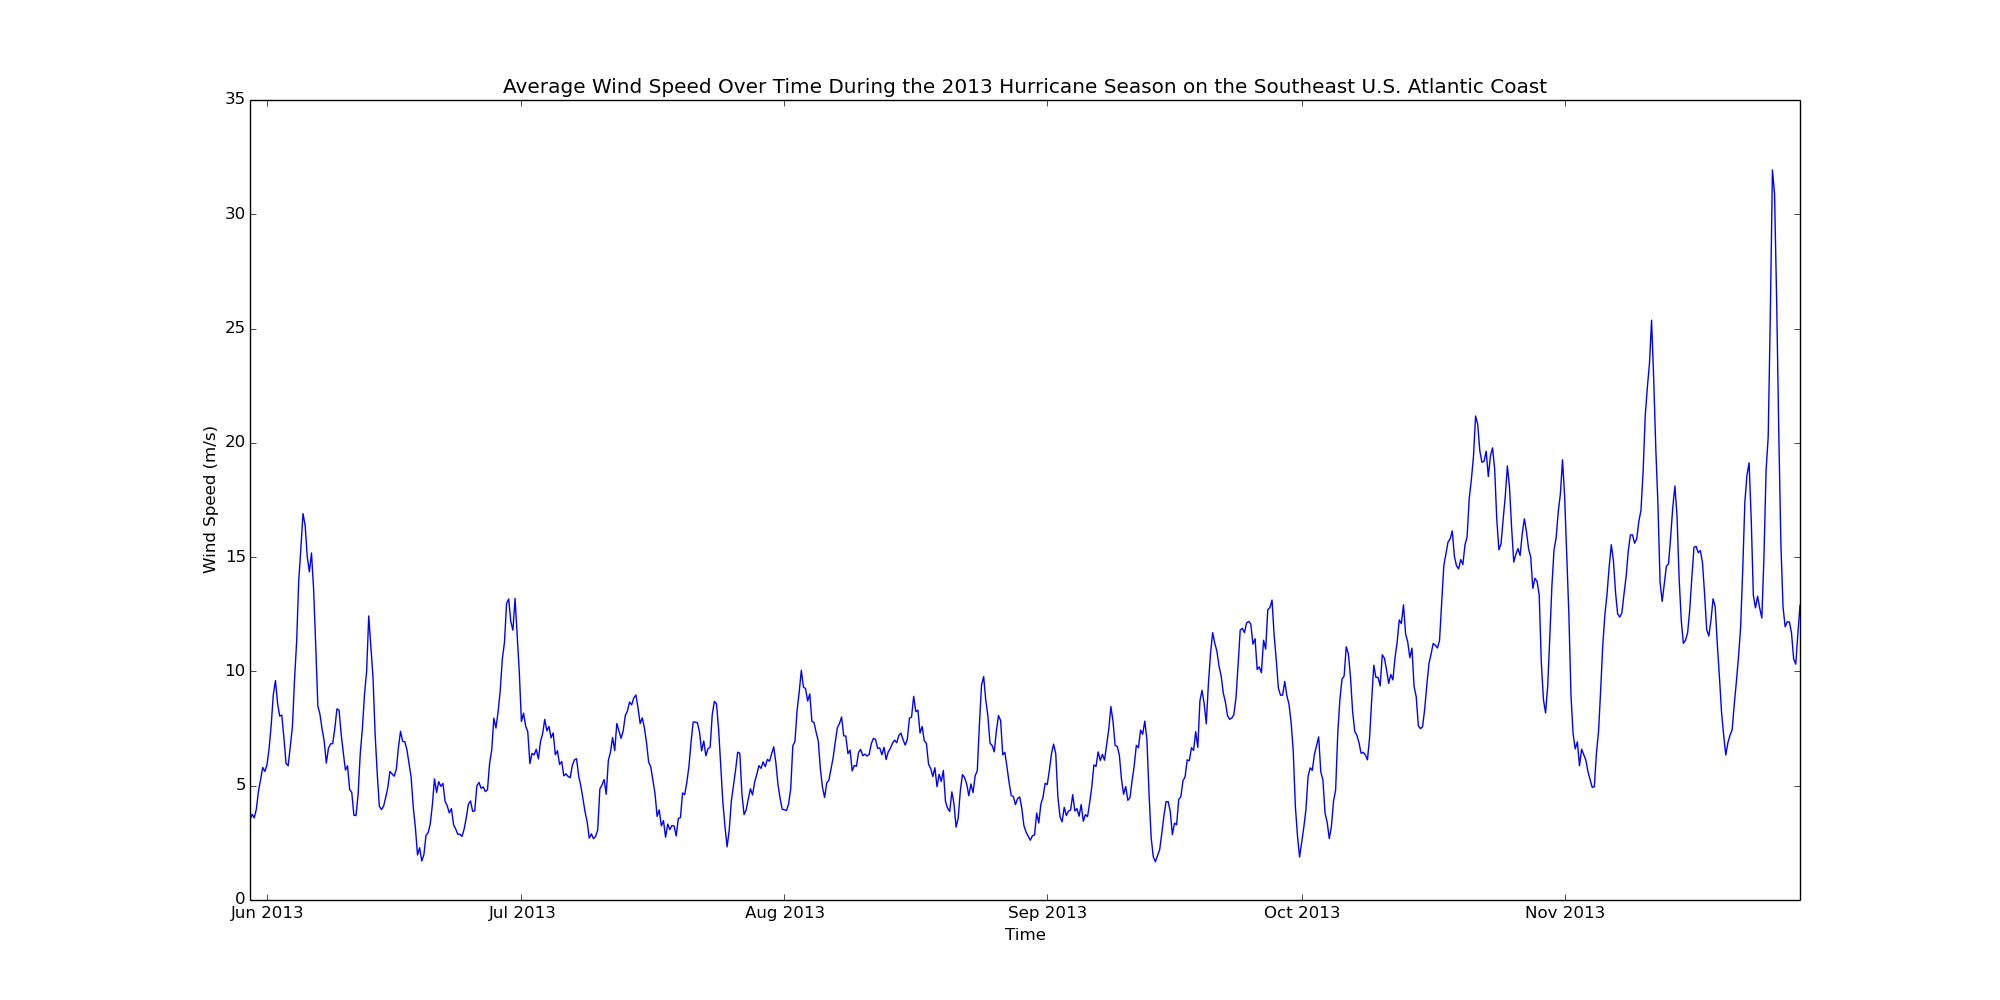 Average Wind Speed Over Time During the 2013 Hurricane Season on the Southeast U.S. Atlantic Coast
35
30
25
20
15
10
5
0
Wind Speed (m/s)
Jun 2013 Jul 2013 Aug 2013 Sep 2013 Oct 2013 Nov 2013
Time